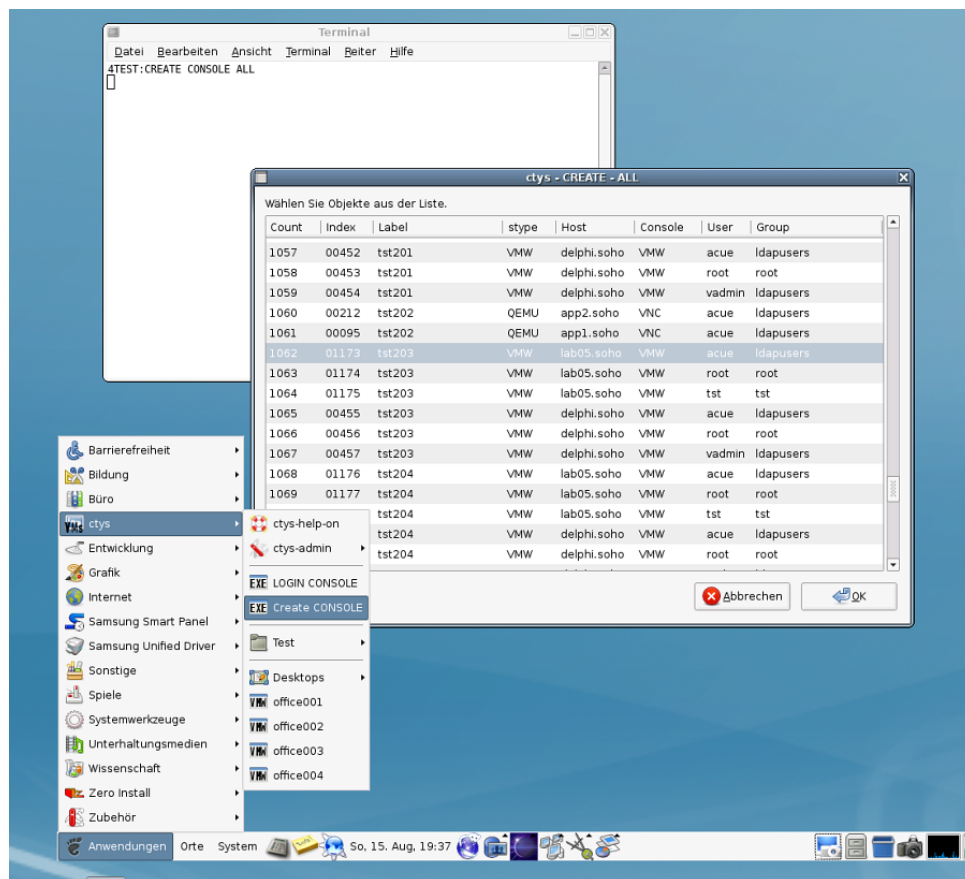 Terminal
Datei Bearbeiten Ansicht Terminal Reiter Hilfe
4TEST:CREATE CONSOLE ALL
ctys - CREATE - ALL
Wählen Sie Objekte aus der Liste.
Count Index Label stype Host Console User Group
1057 00452 tst201 VMW delphi.soho VMW acue ldapusers
1058 00453 tst201 VMW delphi.soho VMW root root
1059 00454 tst201 VMW delphi.soho VMW vadmin ldapusers
1060 00212 tst202 QEMU app2.soho VNC acue ldapusers
1061 00095 tst202 QEMU app1.soho VNC acue ldapusers
1062 01173 tst203 VMW lab05.soho VMW acue ldapusers
1063 01174 tst203 VMW lab05.soho VMW root root
1064 01175 tst203 VMW lab05.soho VMW tst tst
1065 00455 tst203 VMW delphi.soho VMW acue ldapusers
1066 00456 tst203 VMW delphi.soho VMW root root
1067 00457 tst203 VMW delphi.soho VMW vadmin ldapusers
1068 01176 tst204 VMW lab05.soho VMW acue ldapusers
1069 01177 tst204 VMW lab05.soho VMW root root
tst204 VMW lab05.soho VMW tst tst
tst204 VMW delphi.soho VMW acue ldapusers
tst204 VMW delphi.soho VMW root root
Abbrechen OK
Barrierefreiheit
Bildung
Büro
VMs ctys
Entwicklung
Grafik
Internet
Samsung Smart Panel
Samsung Unified Driver
Sonstige
Spiele
Systemwerkzeuge
Unterhaltungsmedien
Wissenschaft
Zero Install
Zubehör
ctys-help-on
ctys-admin
EXE LOGIN CONSOLE
EXE Create CONSOLE
Test
Desktops
VMW office001
VMW office002
VMW office003
VMW office004
Anwendungen Orte System So, 15. Aug, 19:37